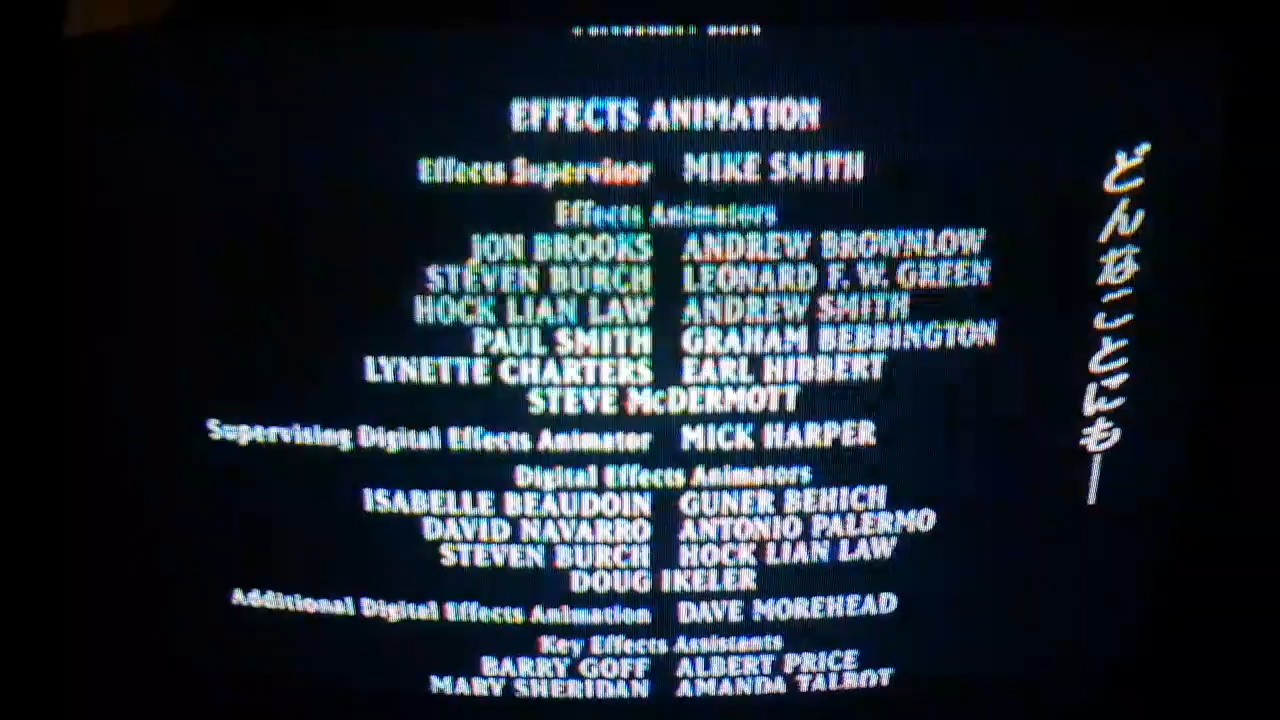 EFFECTS ANIMATION
Effects Supervisor MIKE SMITH
Effects Animators
JON BROOKS ANDREW BROWNLOW
STEVEN BURCH LEONARD F. W. GREEN
HOCK LIAN LAW ANDREW SMITH
PAUL SMITH GRAHAM BEBBINGTON
LYNETTE CHARTERS EARL HIBBERT
STEVE McDERMOTT
Supervising Digital Effects Animator MICK HARPER
Digital Effects Animators
ISABELLE BEAUDOIN GUNER BEHICH
DAVID NAVARRO ANTONIO PALERMO
STEVEN BURCH HOCK LIAN LAW
DOUG IKELER
Additional Digital Effects Animation DAVE MOREHEAD
Key Effects Assistants
BARRY GOFF ALBERT PRICE
MARY SHERIDAN AMANDA TALBOT
どんなことにも―